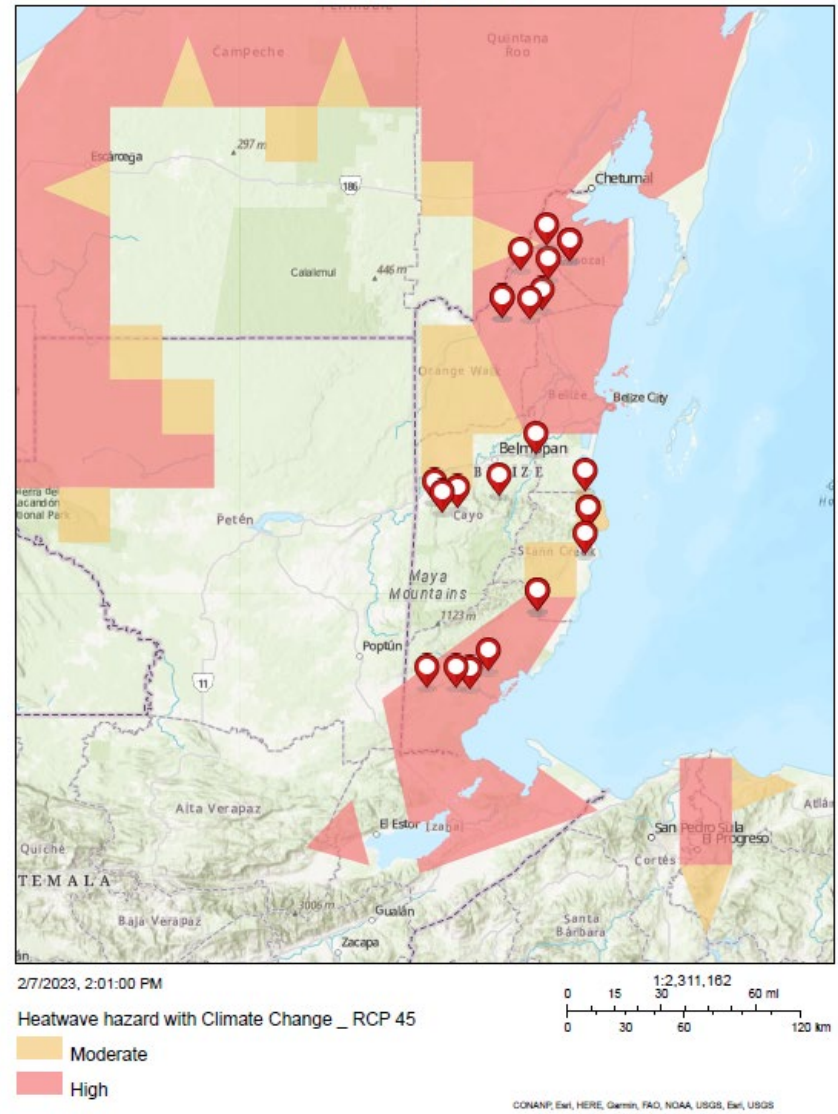 Campeche
Quintana
Roo
297 m
Escárcega
186
Chetumal
446 m
Orange Walk
Belize
Belize City
Belmopan
BELIZE
Cayo
Petén
Stann Creek
Maya
Mountains
1123 m
Poptún
11
Alta Verapaz
El Estor
Izabal
Atlán
San Pedro Sula
El Progreso
Cortés
Quiché
TEMALA
3006 m
Baja Verapaz
Gualán
Santa
Bárbara
Zacapa
2/7/2023, 2:01:00 PM
1:2,311,162
0 15 30 60 mi
0 30 60 120 km
Heatwave hazard with Climate Change _ RCP 45
Moderate
High
CONANP, Esri, HERE, Garmin, FAO, NOAA, USGS, Esri, USGS